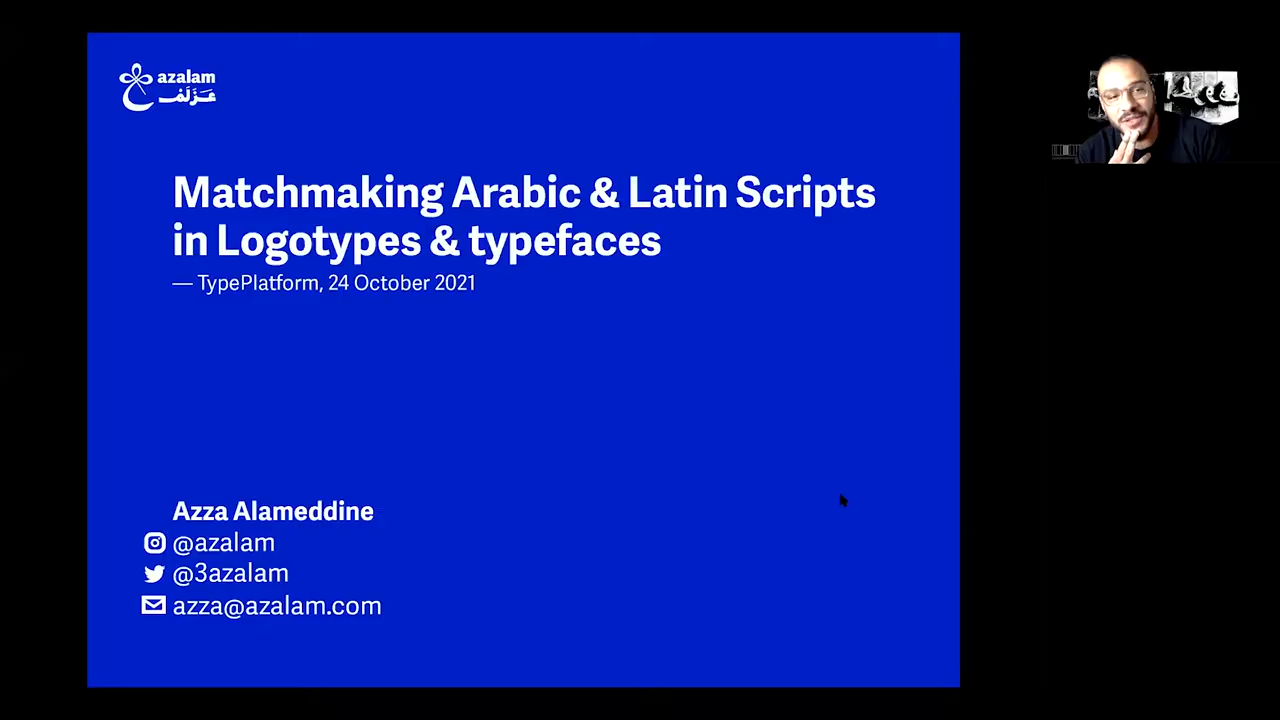 azalam
عَزَلَمْ
Matchmaking Arabic & Latin Scripts
in Logotypes & typefaces
— TypePlatform, 24 October 2021
Azza Alameddine
@azalam
@3azalam
azza@azalam.com